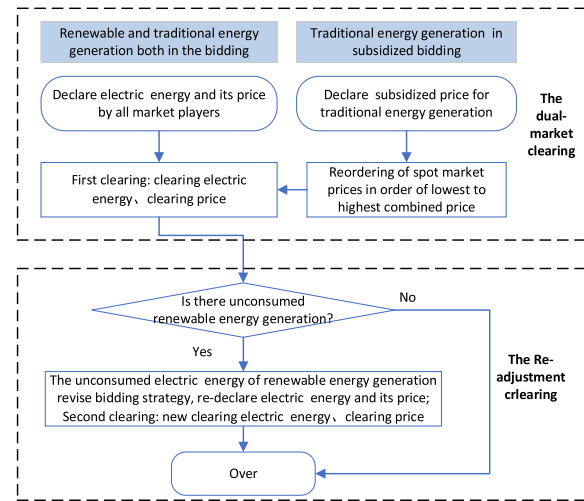 Renewable and traditional energy
generation both in the bidding
Traditional energy generation in
subsidized bidding
Declare electric energy and its price
by all market players
Declare subsidized price for
traditional energy generation
The
dual-
market
clearing
First clearing: clearing electric
energy、clearing price
Reordering of spot market
prices in order of lowest to
highest combined price
Is there unconsumed
renewable energy generation?
No
Yes
The unconsumed electric energy of renewable energy generation
revise bidding strategy, re-declare electric energy and its price;
Second clearing: new clearing electric energy、clearing price
The Re-
adjustment
crlearing
Over